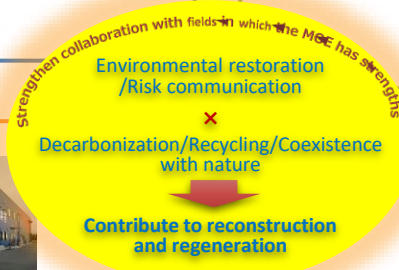 Strengthen collaboration with fields in which the MOE has strengths
Environmental restoration
/Risk communication
×
Decarbonization/Recycling/Coexistence
with nature
Contribute to reconstruction
and regeneration